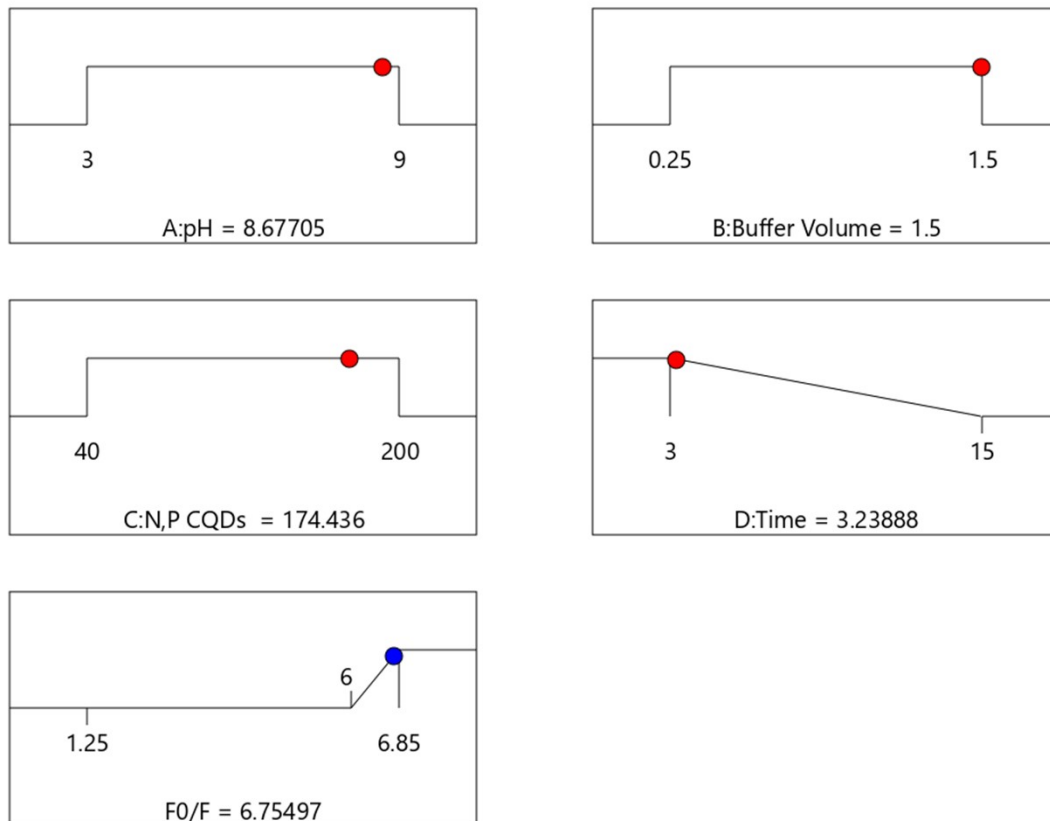 3
9
A:pH = 8.67705
0.25
1.5
B:Buffer Volume = 1.5
40
200
C:N,P CQDs = 174.436
3
15
D:Time = 3.23888
6
1.25
6.85
F0/F = 6.75497